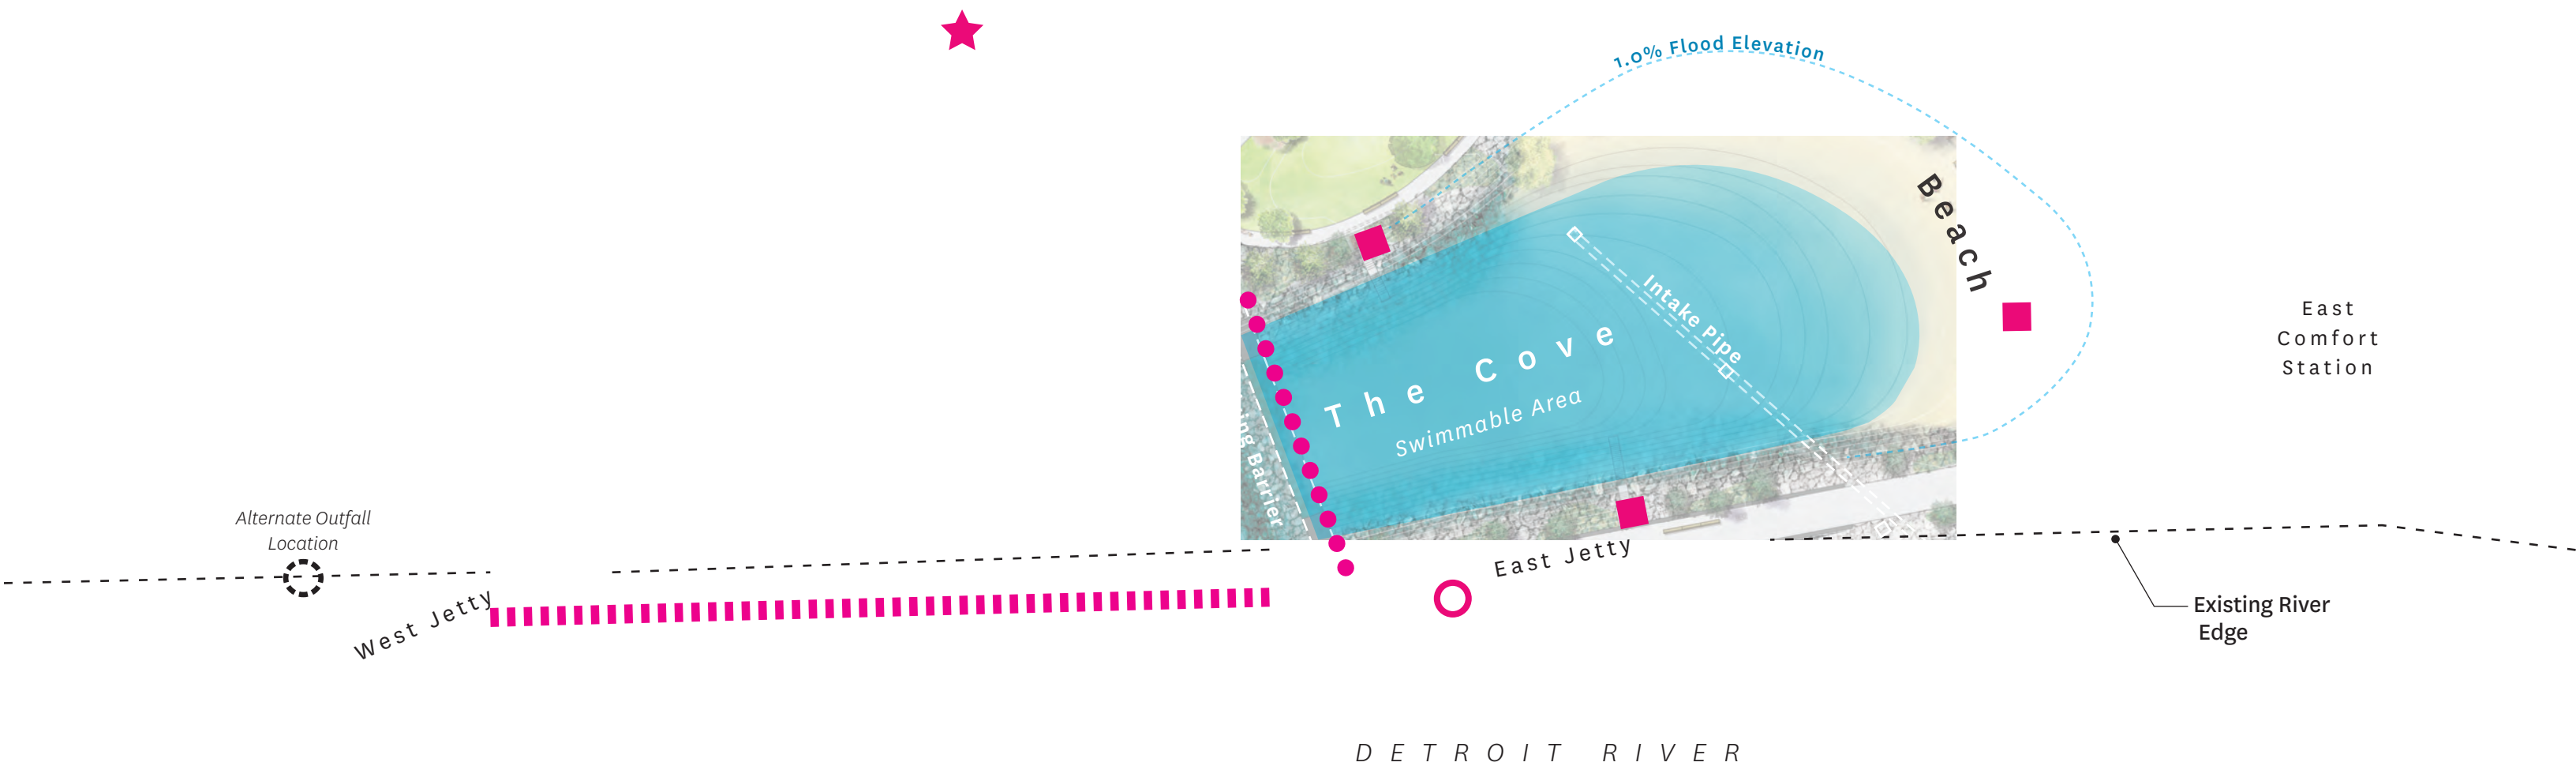 1.0% Flood Elevation
Beach
Intake Pipe
The Cove
Swimmable Area
East
Comfort
Station
Barrier
Alternate Outfall
Location
West Jetty
East Jetty
Existing River
Edge
DETROIT RIVER